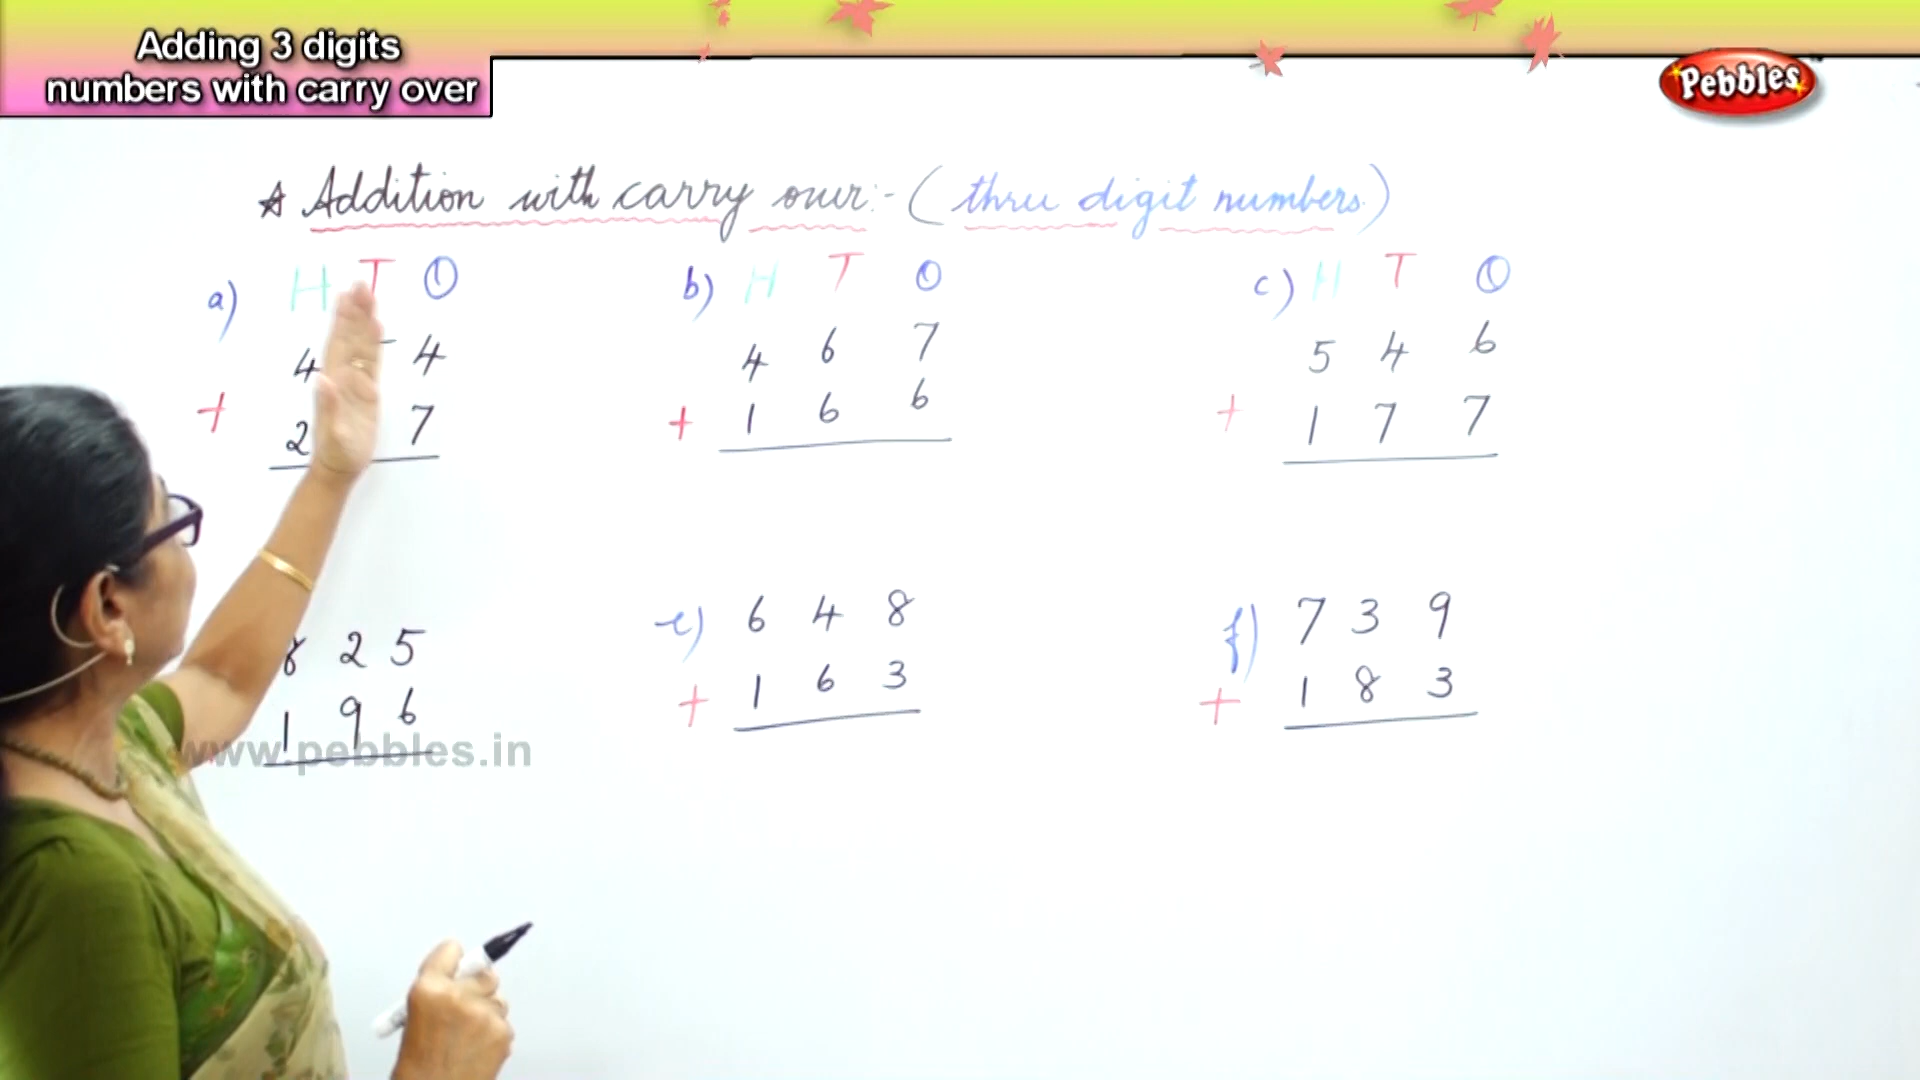 Adding 3 digits
numbers with carry over
Pebbles
☆ Addition with carry over:- (three digit numbers)
a) H T O
4 4
+ 2 7
b) H T O
4 6 7
+ 1 6 6
c) H T O
5 4 6
+ 1 7 7
8 2 5
1 9 6
e) 6 4 8
+ 1 6 3
f) 7 3 9
+ 1 8 3
www.pebbles.in